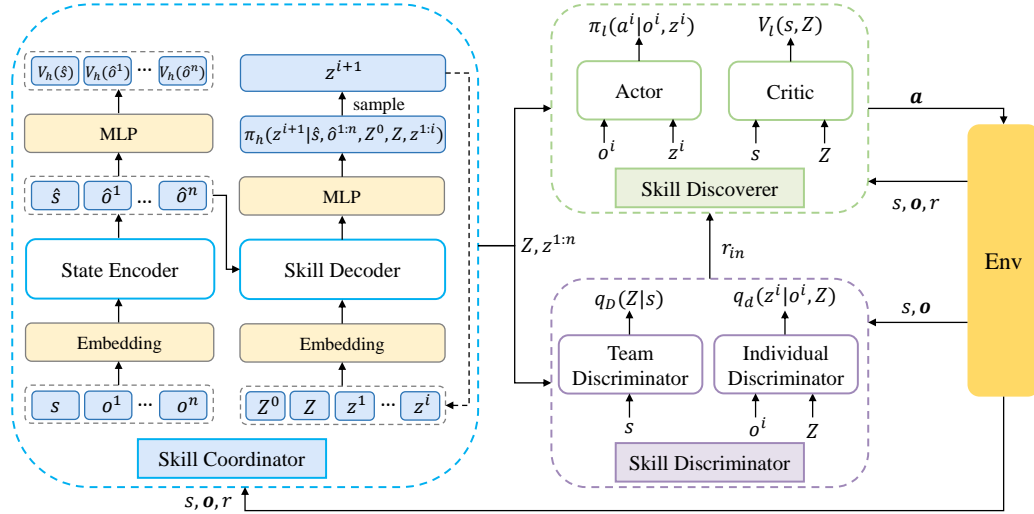 V_h(ŝ) V_h(ô^1) ... V_h(ô^n)
MLP
ŝ ô^1 ... ô^n
State Encoder
Embedding
s o^1 ... o^n
z^{i+1}
sample
π_h(z^{i+1}|ŝ, ô^{1:n}, Z^0, Z, z^{1:i})
MLP
Skill Decoder
Embedding
Z^0 Z z^1 ... z^i
Skill Coordinator
s, o, r
Z, z^{1:n}
π_l(a^i|o^i, z^i)
V_l(s, Z)
Actor
Critic
o^i z^i s Z
Skill Discoverer
r_{in}
q_D(Z|s)
q_d(z^i|o^i, Z)
Team
Discriminator
Individual
Discriminator
s o^i Z
Skill Discriminator
a
s, o, r
s, o
Env